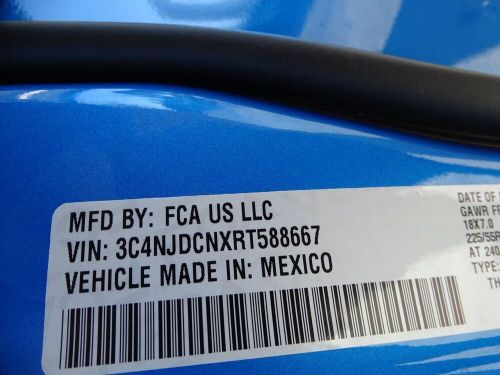 MFD BY: FCA US LLC
VIN: 3C4NJDCNXRT588667
VEHICLE MADE IN: MEXICO
DATE OF
GAWR
18X7.0
225/55R
AT 240
TYPE: